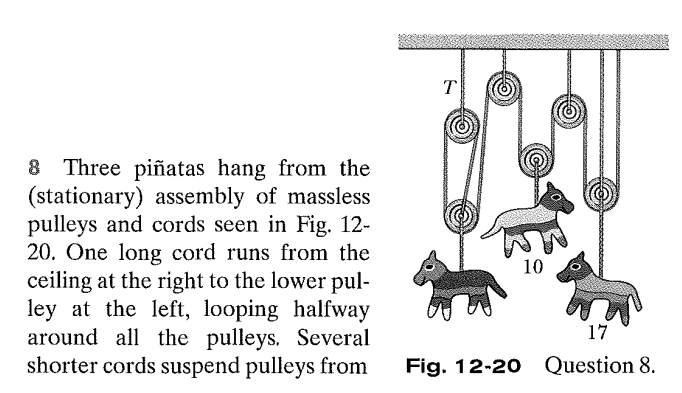 8 Three piñatas hang from the
(stationary) assembly of massless
pulleys and cords seen in Fig. 12-
20. One long cord runs from the
ceiling at the right to the lower pul-
ley at the left, looping halfway
around all the pulleys. Several
shorter cords suspend pulleys from
T
10
17
Fig. 12-20 Question 8.